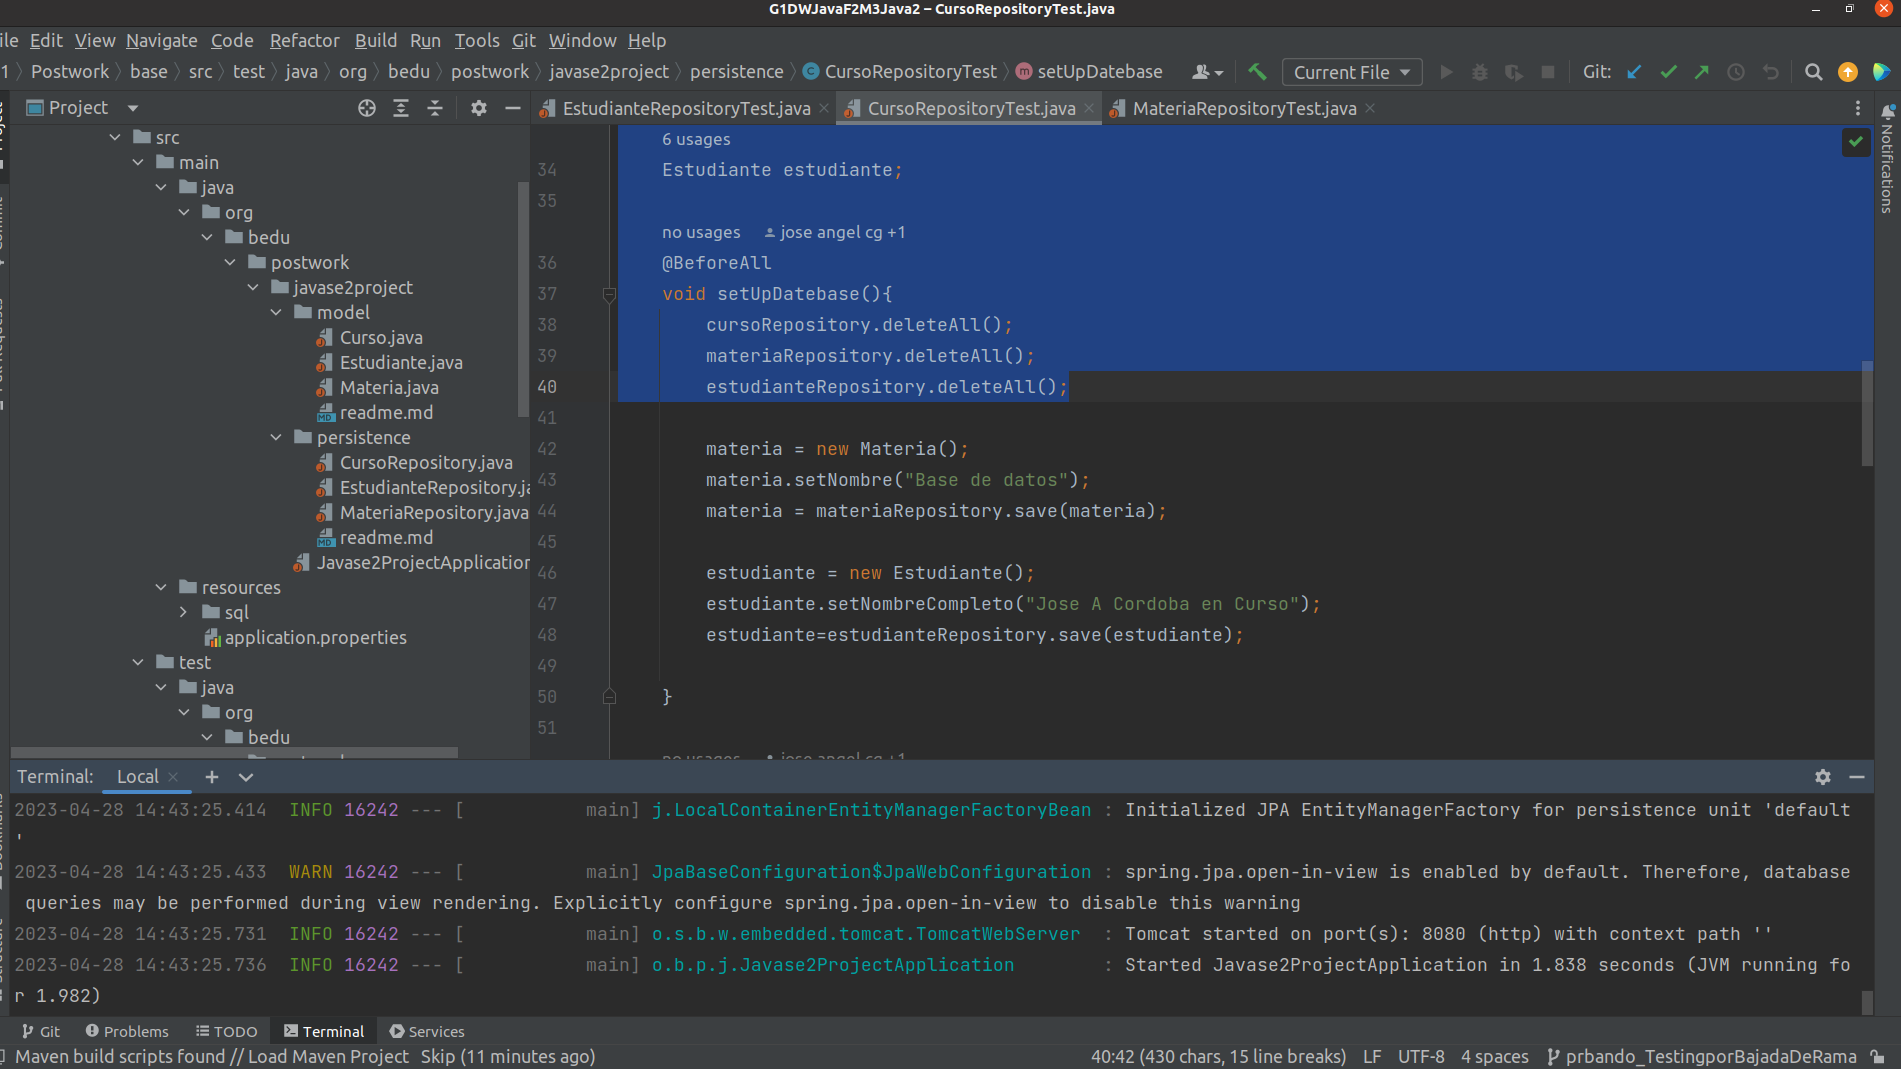 G1DWJavaF2M3Java2 – CursoRepositoryTest.java
Edit View Navigate Code Refactor Build Run Tools Git Window Help
1 Postwork base src test java org bedu postwork javase2project persistence CursoRepositoryTest setUpDatebase Current File Git:
Project
EstudianteRepositoryTest.java CursoRepositoryTest.java MateriaRepositoryTest.java
src
main
java
org
bedu
postwork
javase2project
model
Curso.java
Estudiante.java
Materia.java
readme.md
persistence
CursoRepository.java
EstudianteRepository.ja
MateriaRepository.java
readme.md
Javase2ProjectApplication
resources
sql
application.properties
test
java
org
bedu
6 usages
34 Estudiante estudiante;
35
no usages jose angel cg +1
36 @BeforeAll
37 void setUpDatebase(){
38 cursoRepository.deleteAll();
39 materiaRepository.deleteAll();
40 estudianteRepository.deleteAll();
41
42 materia = new Materia();
43 materia.setNombre("Base de datos");
44 materia = materiaRepository.save(materia);
45
46 estudiante = new Estudiante();
47 estudiante.setNombreCompleto("Jose A Cordoba en Curso");
48 estudiante=estudianteRepository.save(estudiante);
49
50 }
51
no usages jose angel cg +1
Notifications
Terminal: Local
2023-04-28 14:43:25.414 INFO 16242 --- [ main] j.LocalContainerEntityManagerFactoryBean : Initialized JPA EntityManagerFactory for persistence unit 'default
'
2023-04-28 14:43:25.433 WARN 16242 --- [ main] JpaBaseConfiguration$JpaWebConfiguration : spring.jpa.open-in-view is enabled by default. Therefore, database
queries may be performed during view rendering. Explicitly configure spring.jpa.open-in-view to disable this warning
2023-04-28 14:43:25.731 INFO 16242 --- [ main] o.s.b.w.embedded.tomcat.TomcatWebServer : Tomcat started on port(s): 8080 (http) with context path ''
2023-04-28 14:43:25.736 INFO 16242 --- [ main] o.b.p.j.Javase2ProjectApplication : Started Javase2ProjectApplication in 1.838 seconds (JVM running fo
r 1.982)
Git Problems TODO Terminal Services
Maven build scripts found // Load Maven Project Skip (11 minutes ago) 40:42 (430 chars, 15 line breaks) LF UTF-8 4 spaces prbando_TestingporBajadaDeRama